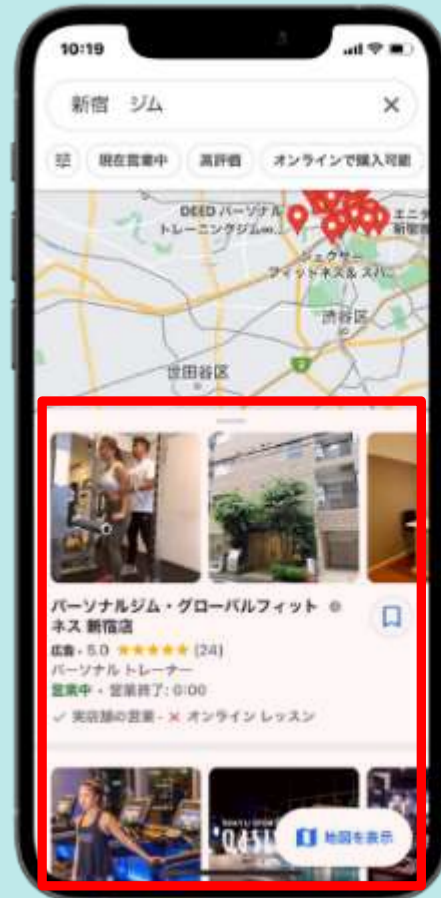 10:19
新宿 ジム
現在営業中 高評価 オンラインで購入可能
DEED パーソナル
トレーニングジム∞...
エニタ
新宿
ジェクサー
フィットネス & スパ...
渋谷区
世田谷区
パーソナルジム・グローバルフィット
ネス 新宿店
広告・5.0 (24)
パーソナル トレーナー
営業中・営業終了: 0:00
実店舗の営業・ オンライン レッスン
地図を表示